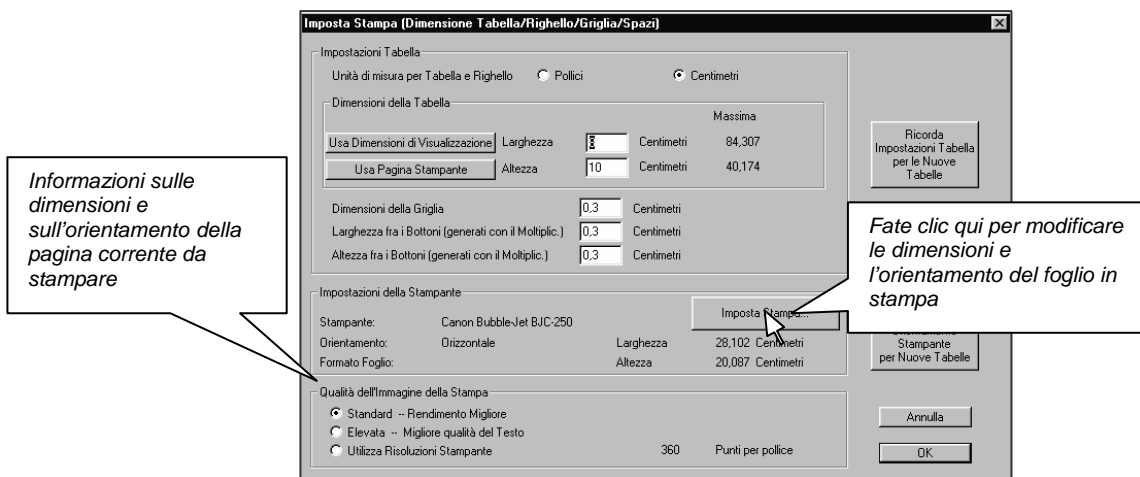 Imposta Stampa (Dimensione Tabella/Righello/Griglia/Spazi)
Impostazioni Tabella
Unità di misura per Tabella e Righello Pollici Centimetri
Dimensioni della Tabella
Massima
Usa Dimensioni di Visualizzazione Larghezza Centimetri 84,307
Usa Pagina Stampante Altezza 10 Centimetri 40,174
Ricorda
Impostazioni Tabella
per le Nuove
Tabelle
Dimensioni della Griglia 0,3 Centimetri
Larghezza fra i Bottoni (generati con il Moltiplic.) 0,3 Centimetri
Altezza fra i Bottoni (generati con il Moltiplic.) 0,3 Centimetri
Informazioni sulle
dimensioni e
sull'orientamento della
pagina corrente da
stampare
Fate clic qui per modificare
le dimensioni e
l'orientamento del foglio in
stampa
Impostazioni della Stampante
Imposta Stampa...
Stampante: Canon Bubble-Jet BJC-250
Orientamento: Orizzontale Larghezza 28,102 Centimetri
Formato Foglio: Altezza 20,087 Centimetri
Stampante
per Nuove Tabelle
Qualità dell'Immagine della Stampa
Standard -- Rendimento Migliore
Elevata -- Migliore qualità del Testo
Utilizza Risoluzioni Stampante 360 Punti per pollice
Annulla
OK